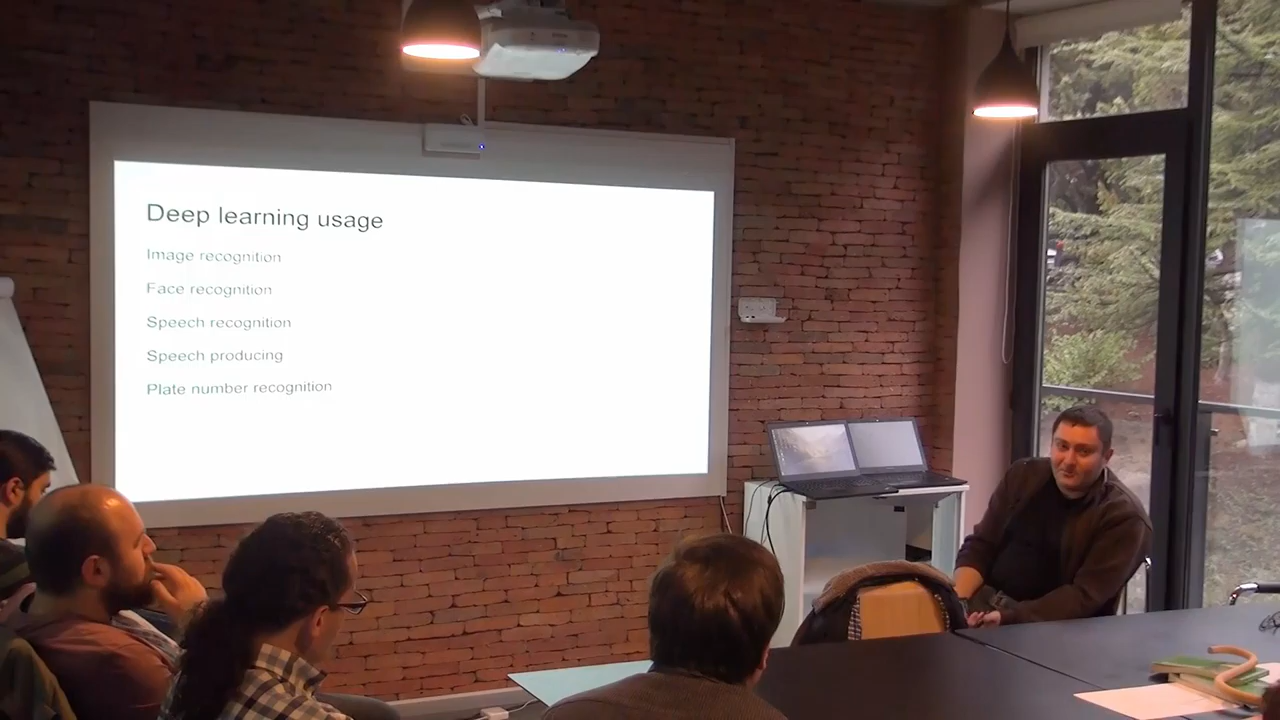 Deep learning usage
Image recognition
Face recognition
Speech recognition
Speech producing
Plate number recognition